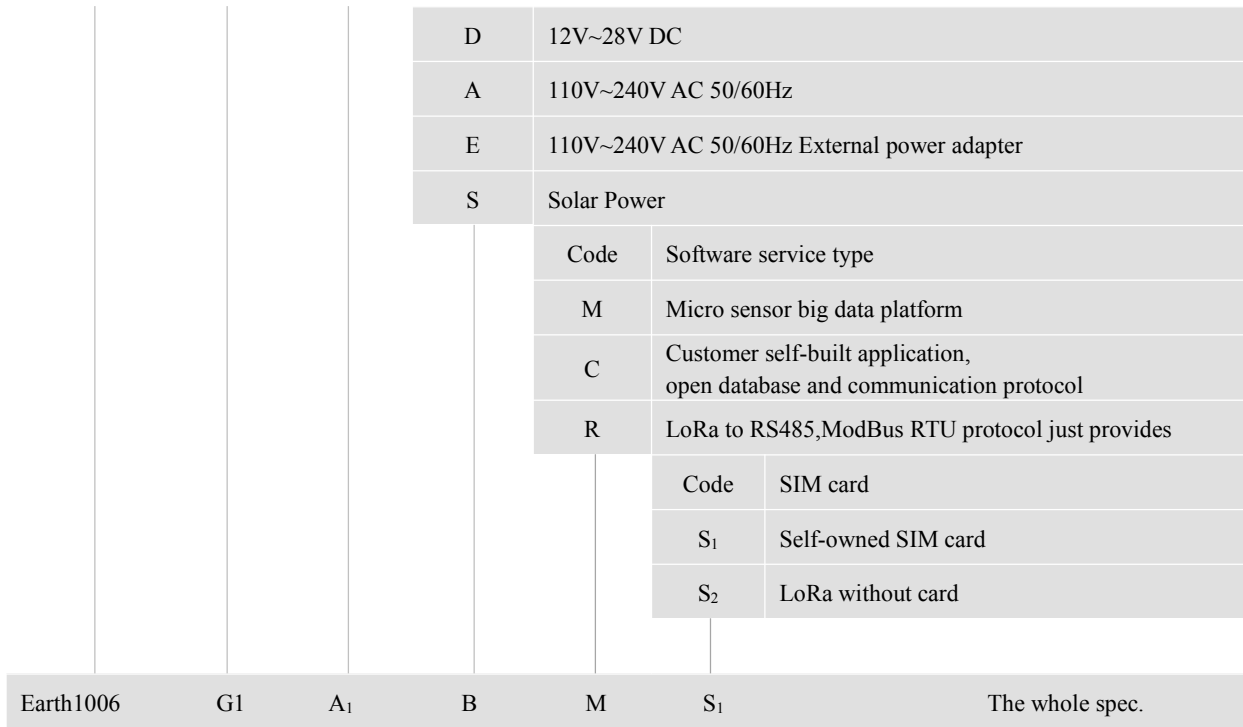 D 12V~28V DC
A 110V~240V AC 50/60Hz
E 110V~240V AC 50/60Hz External power adapter
S Solar Power
Code Software service type
M Micro sensor big data platform
C Customer self-built application,
open database and communication protocol
R LoRa to RS485,ModBus RTU protocol just provides
Code SIM card
S₁ Self-owned SIM card
S₂ LoRa without card
Earth1006 G1 A₁ B M S₁ The whole spec.